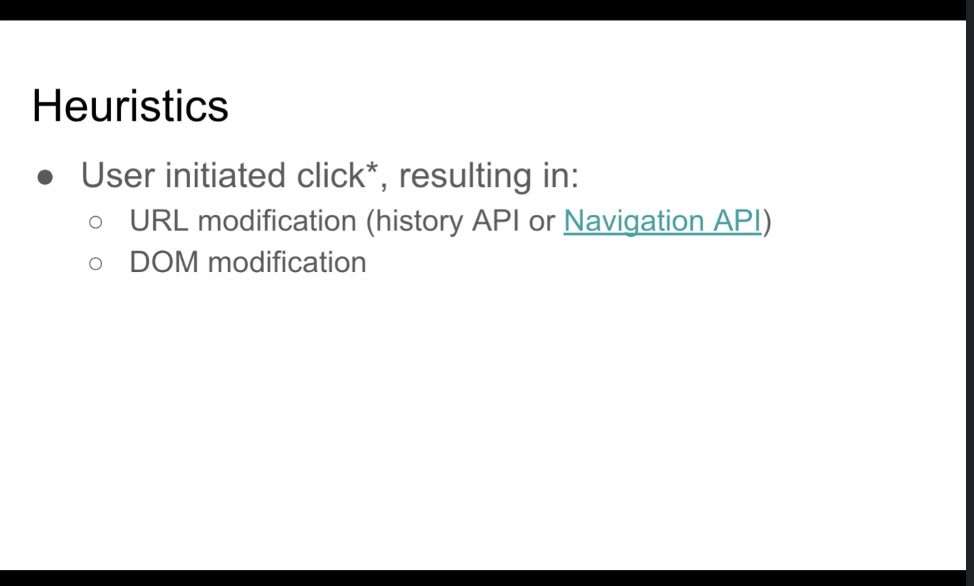 Heuristics
● User initiated click*, resulting in:
○ URL modification (history API or Navigation API)
○ DOM modification